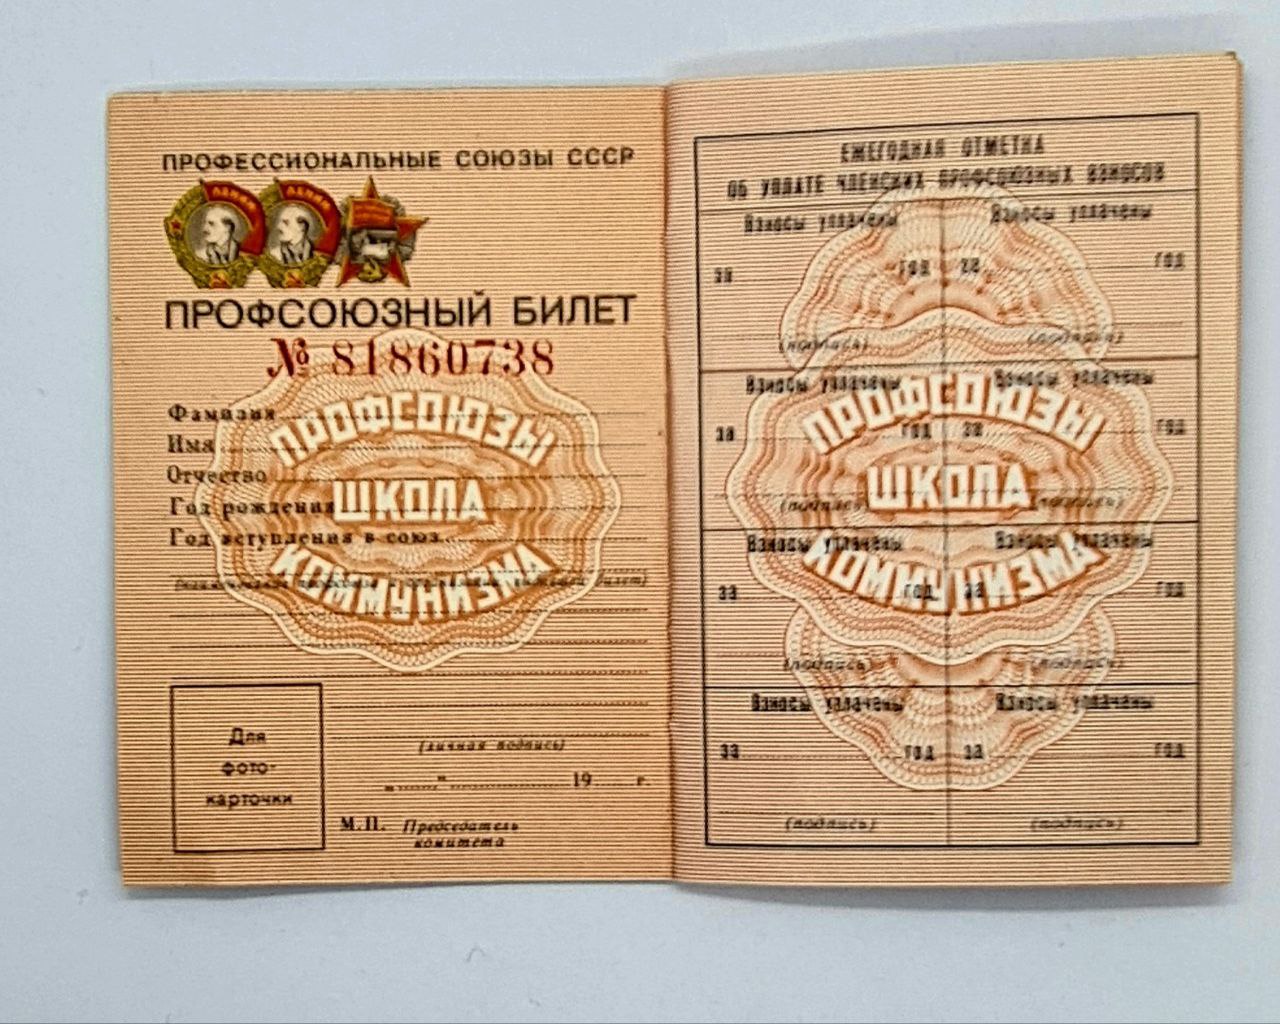 ПРОФЕССИОНАЛЬНЫЕ СОЮЗЫ СССР
ЛЕНИН ЛЕНИН
ПРОФСОЮЗНЫЙ БИЛЕТ
№ 81860738
Фамилия
Имя
Отчество
Год рождения
Год вступления в союз
ПРОФСОЮЗЫ
ШКОЛА
КОММУНИЗМА
билет)
(личная подпись)
„ " 19 г.
Для
фото-
карточки
М.П. Председатель
комитета
ЕЖЕГОДНАЯ ОТМЕТКА
ОБ УПЛАТЕ ЧЛЕНСКИХ ПРОФСОЮЗНЫХ ВЗНОСОВ
Взносы уплачены Взносы уплачены
за год за год
(подпись) (подпись)
Взносы уплачены Взносы уплачены
за год за год
(подпись) (подпись)
Взносы уплачены Взносы уплачены
за год за год
(подпись) (подпись)
Взносы уплачены Взносы уплачены
за год за год
(подпись) (подпись)
ПРОФСОЮЗЫ
ШКОЛА
КОММУНИЗМА